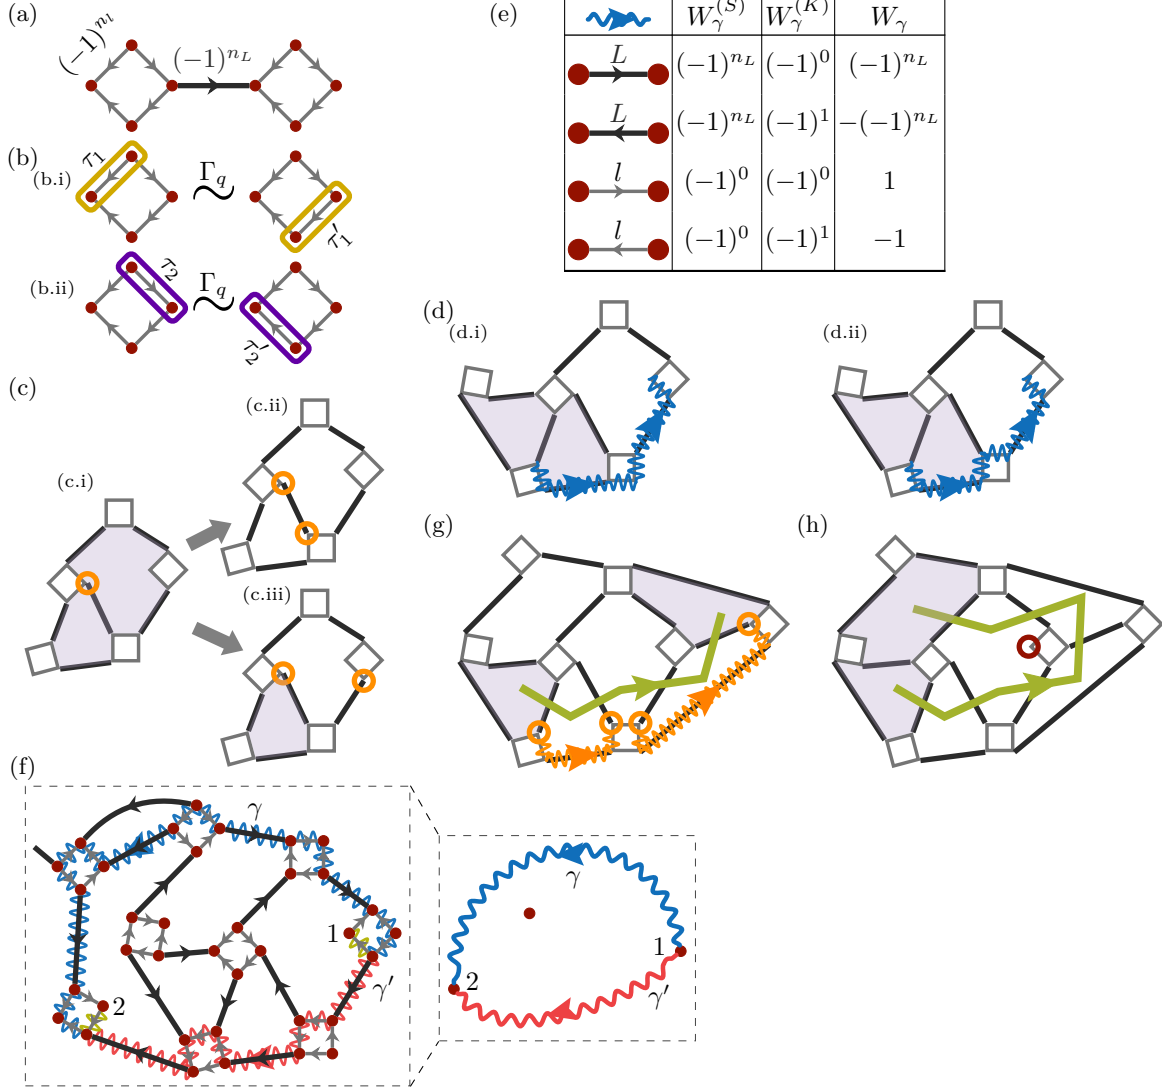 (a)
(-1)^{n_l}
(-1)^{n_L}
(b)
(b.i)
τ_1
Γ_q
τ_1′
(b.ii)
τ_2
Γ_q
τ_2′
(c)
(c.i)
(c.ii)
(c.iii)
(d)
(d.i)
(d.ii)
(e)
W_γ^{(S)} W_γ^{(K)} W_γ
L (-1)^{n_L} (-1)^0 (-1)^{n_L}
L (-1)^{n_L} (-1)^1 -(-1)^{n_L}
l (-1)^0 (-1)^0 1
l (-1)^0 (-1)^1 -1
(g)
(h)
(f)
γ
1
2
γ′
γ
1
2
γ′